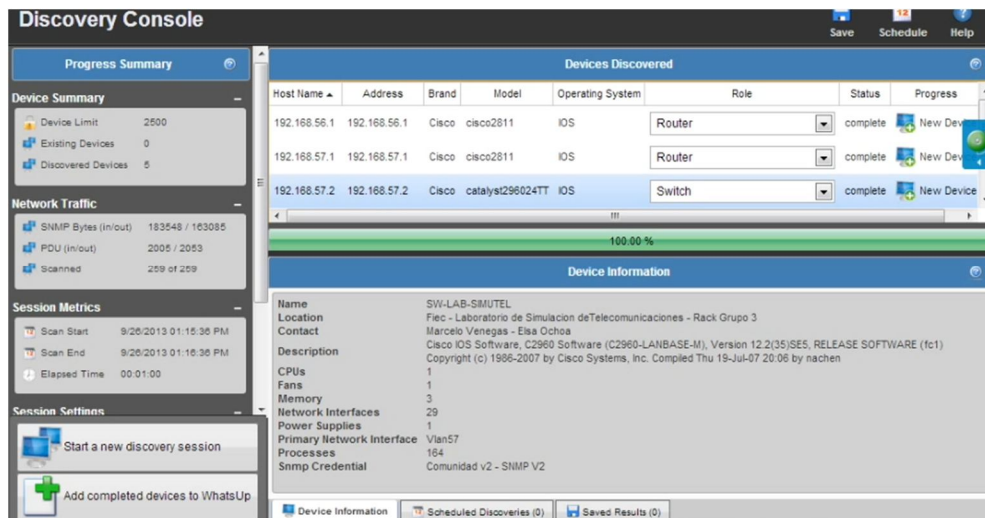 Discovery Console
Save Schedule Help
Progress Summary
Device Summary
Device Limit 2500
Existing Devices 0
Discovered Devices 5
Network Traffic
SNMP Bytes (in/out) 183548 / 163085
PDU (in/out) 2005 / 2053
Scanned 259 of 259
Session Metrics
Scan Start 9/26/2013 01:15:36 PM
Scan End 9/26/2013 01:16:36 PM
Elapsed Time 00:01:00
Session Settings
Start a new discovery session
Add completed devices to WhatsUp
Devices Discovered
Host Name Address Brand Model Operating System Role Status Progress
192.168.56.1 192.168.56.1 Cisco cisco2811 IOS Router complete New Dev
192.168.57.1 192.168.57.1 Cisco cisco2811 IOS Router complete New Dev
192.168.57.2 192.168.57.2 Cisco catalyst296024TT IOS Switch complete New Device
100.00 %
Device Information
Name SW-LAB-SIMUTEL
Location Fiec - Laboratorio de Simulacion deTelecomunicaciones - Rack Grupo 3
Contact Marcelo Venegas - Elsa Ochoa
Description Cisco IOS Software, C2960 Software (C2960-LANBASE-M), Version 12.2(35)SE5, RELEASE SOFTWARE (fc1)
Copyright (c) 1986-2007 by Cisco Systems, Inc. Compiled Thu 19-Jul-07 20:06 by nachen
CPUs 1
Fans 1
Memory 3
Network Interfaces 29
Power Supplies 1
Primary Network Interface Vlan57
Processes 164
Snmp Credential Comunidad v2 - SNMP V2
Device Information Scheduled Discoveries (0) Saved Results (0)